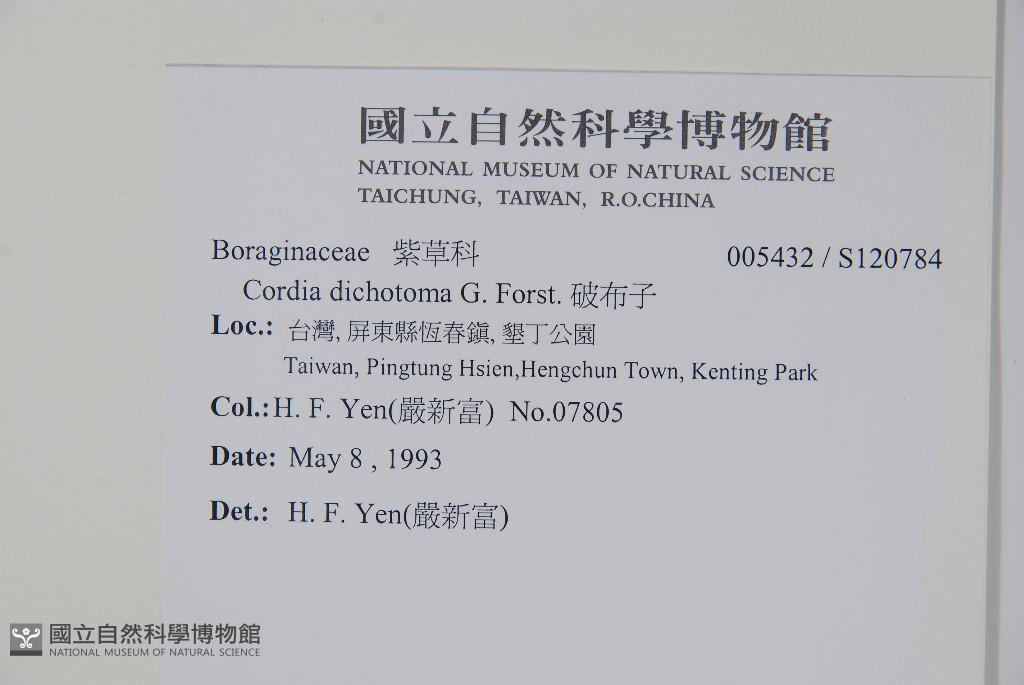 國立自然科學博物館
NATIONAL MUSEUM OF NATURAL SCIENCE
TAICHUNG, TAIWAN, R.O.CHINA
Boraginaceae 紫草科 005432 / S120784
Cordia dichotoma G. Forst. 破布子
Loc.: 台灣, 屏東縣恆春鎮, 墾丁公園
Taiwan, Pingtung Hsien,Hengchun Town, Kenting Park
Col.:H. F. Yen(嚴新富) No.07805
Date: May 8 , 1993
Det.: H. F. Yen(嚴新富)
國立自然科學博物館
NATIONAL MUSEUM OF NATURAL SCIENCE